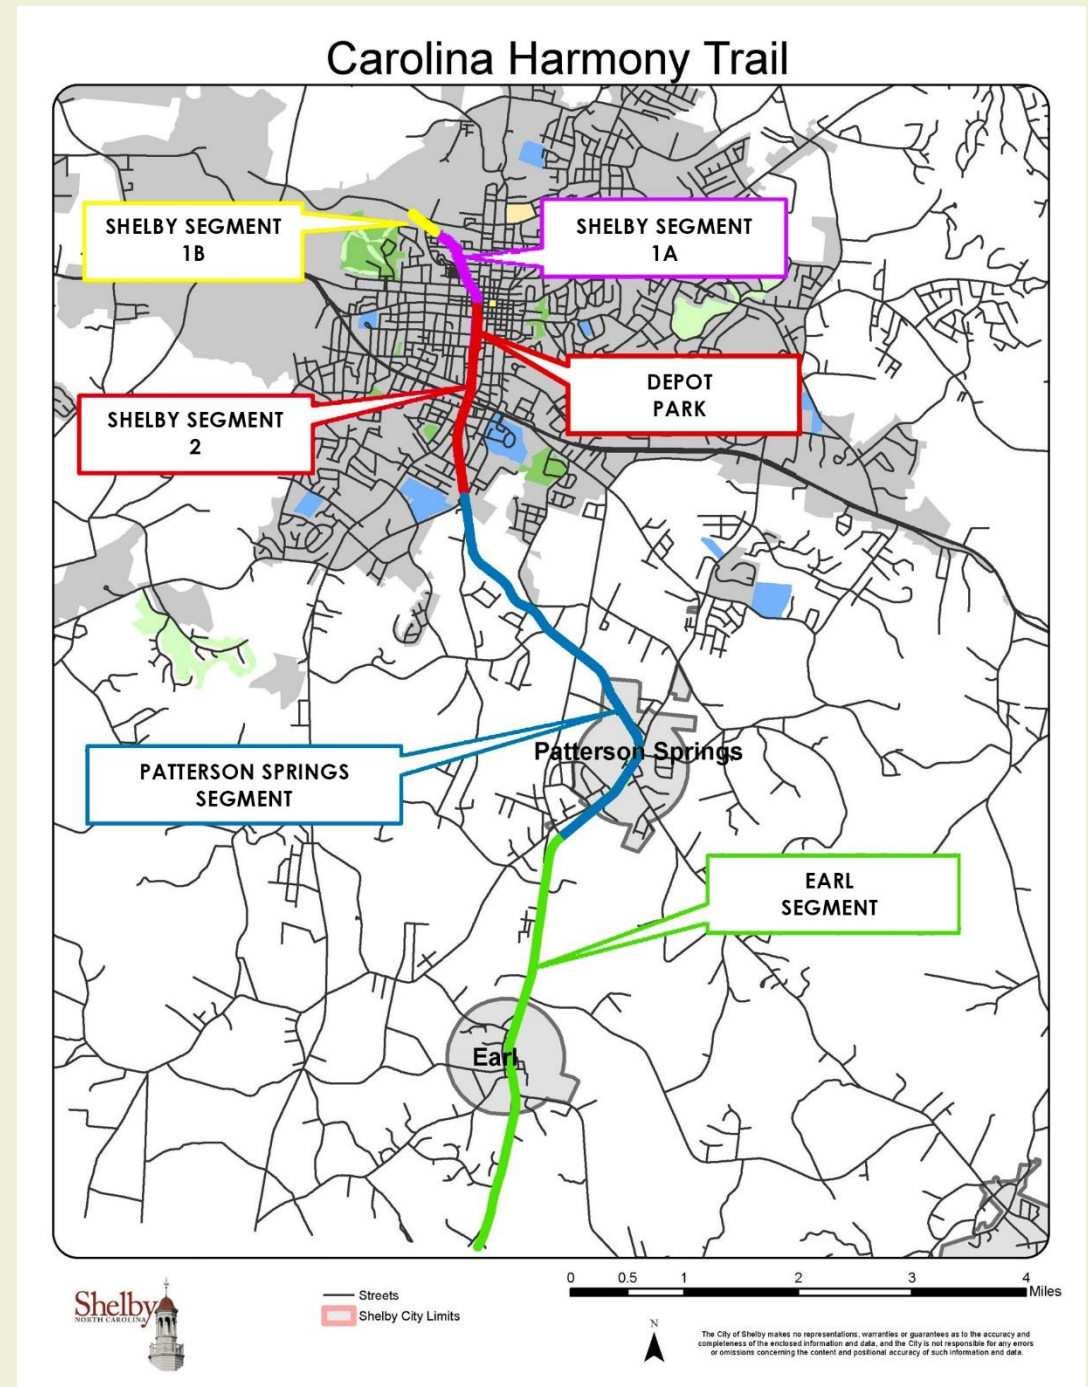 Carolina Harmony Trail
SHELBY SEGMENT
1B
SHELBY SEGMENT
1A
DEPOT
PARK
SHELBY SEGMENT
2
Patterson Springs
PATTERSON SPRINGS
SEGMENT
EARL
SEGMENT
Earl
Shelby
NORTH CAROLINA
Streets
Shelby City Limits
0 0.5 1 2 3 4
Miles
N
The City of Shelby makes no representations, warranties or guarantees as to the accuracy and
completeness of the enclosed information and data, and the City is not responsible for any errors
or omissions concerning the content and positional accuracy of such information and data.